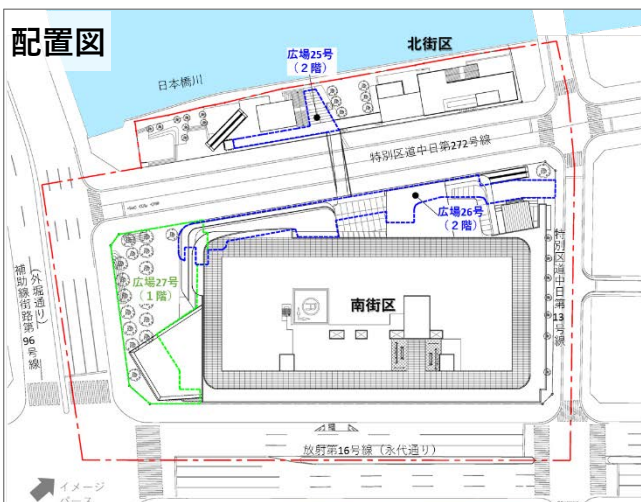 配置図
北街区
広場25号
(2階)
日本橋川
特別区道中日第272号線
広場26号
(2階)
特別区道中日第13号線
広場27号
(1階)
南街区
(外堀通り)
補助線街路第96号線
放射第16号線(永代通り)
イメージ
パース